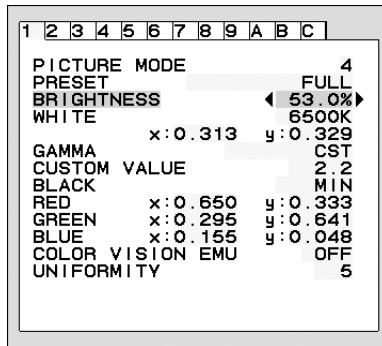 1 2 3 4 5 6 7 8 9 A B C
PICTURE MODE 4
PRESET FULL
BRIGHTNESS 53.0%
WHITE 6500K
x:0.313 y:0.329
GAMMA CST
CUSTOM VALUE 2.2
BLACK MIN
RED x:0.650 y:0.333
GREEN x:0.295 y:0.641
BLUE x:0.155 y:0.048
COLOR VISION EMU OFF
UNIFORMITY 5